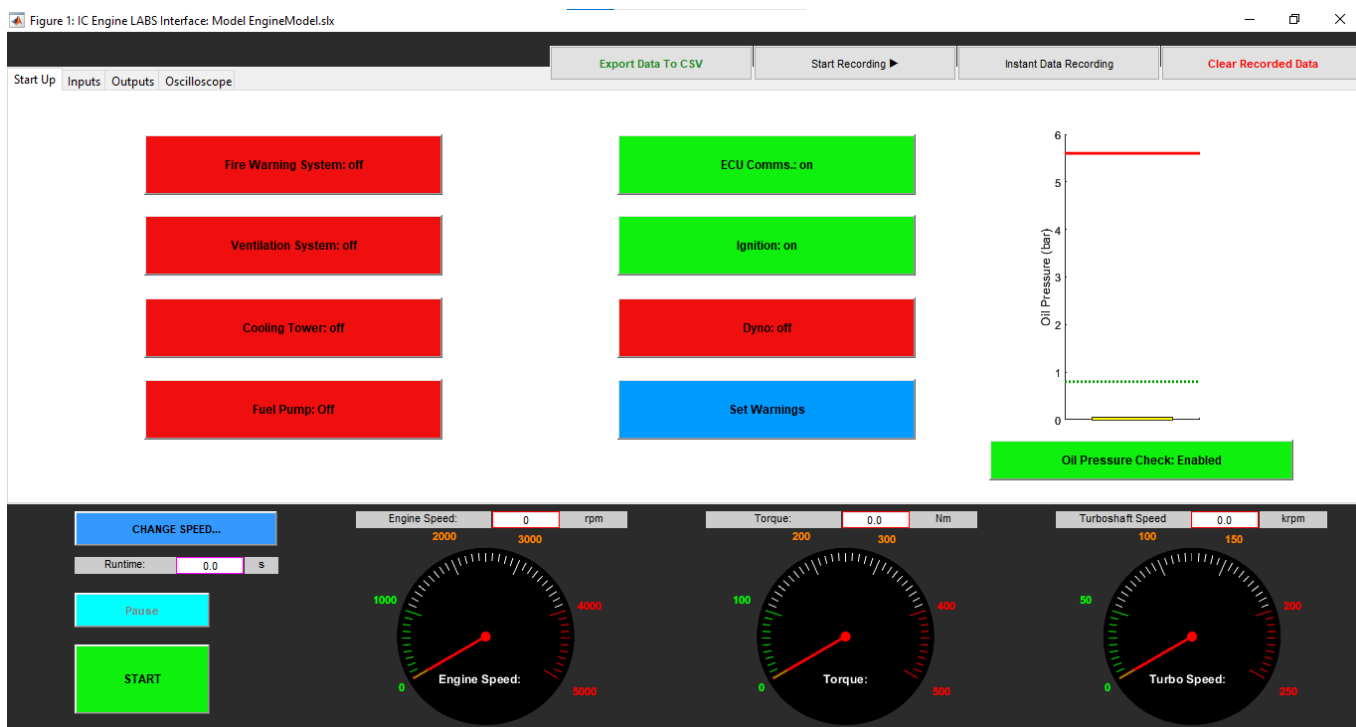 Figure 1: IC Engine LABS Interface: Model EngineModel.slx
Export Data To CSV
Start Recording ▶
Instant Data Recording
Clear Recorded Data
Start Up Inputs Outputs Oscilloscope
Fire Warning System: off
Ventilation System: off
Cooling Tower: off
Fuel Pump: Off
ECU Comms.: on
Ignition: on
Dyno: off
Set Warnings
Oil Pressure (bar)
6
5
4
3
2
1
0
Oil Pressure Check: Enabled
CHANGE SPEED...
Runtime: 0.0 s
Pause
START
Engine Speed: 0 rpm
0
1000
2000
3000
4000
5000
Engine Speed:
Torque: 0.0 Nm
0
100
200
300
400
500
Torque:
Turboshaft Speed 0.0 krpm
0
50
100
150
200
250
Turbo Speed: